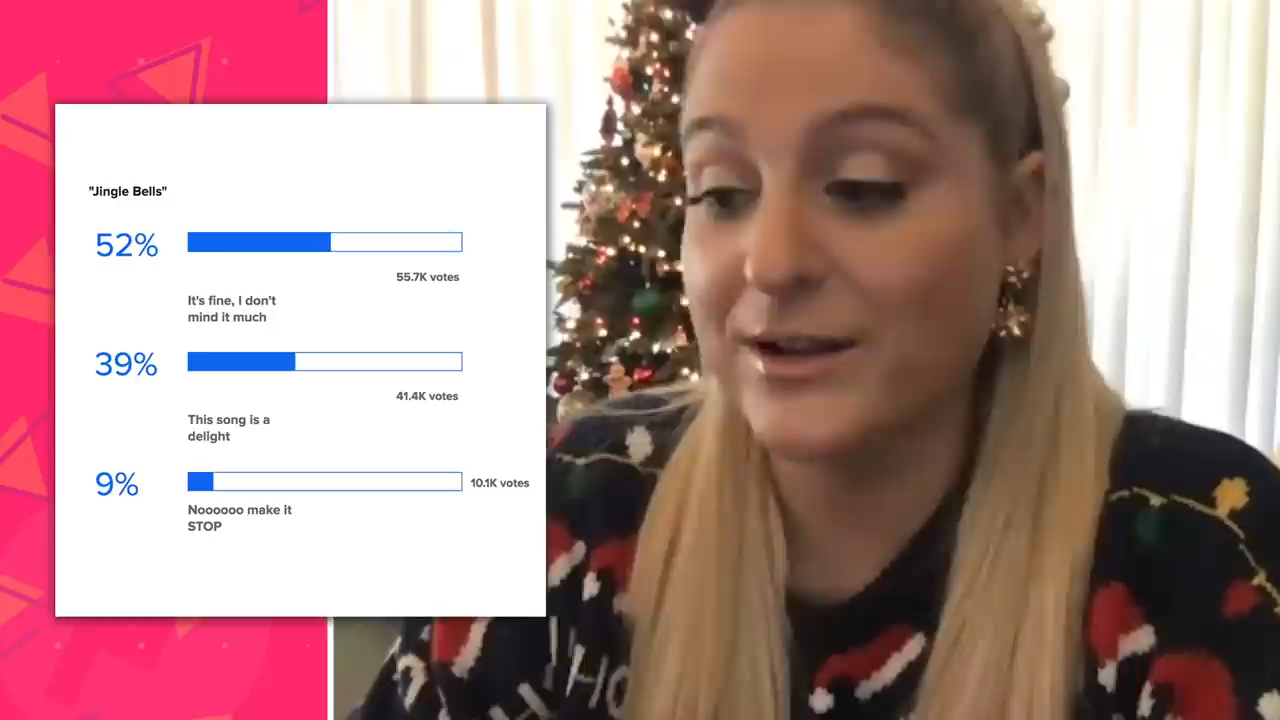 "Jingle Bells"
52%
55.7K votes
It's fine, I don't
mind it much
39%
41.4K votes
This song is a
delight
9%
10.1K votes
Noooooo make it
STOP
HO